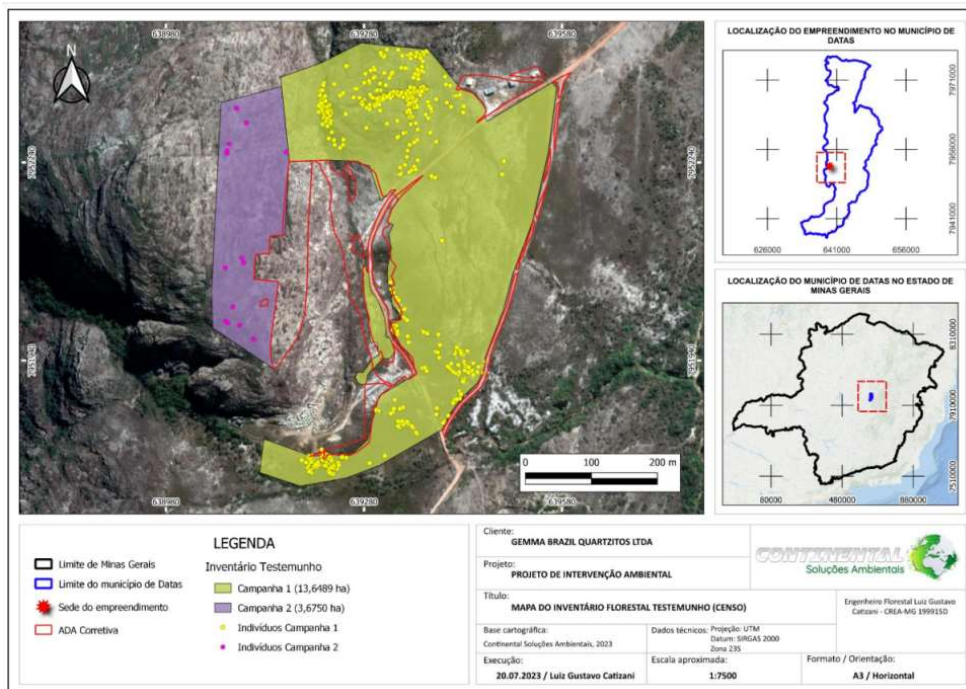 638980
639280
639580
N
7952240
7952240
7951940
7951940
0 100 200 m
638980
639280
639580
LOCALIZAÇÃO DO EMPREENDIMENTO NO MUNICÍPIO DE
DATAS
7971000
7956000
7941000
626000
641000
656000
LOCALIZAÇÃO DO MUNICÍPIO DE DATAS NO ESTADO DE
MINAS GERAIS
8310000
7910000
7510000
80000
480000
880000
LEGENDA
Limite de Minas Gerais
Limite do município de Datas
Sede do empreendimento
ADA Corretiva
Inventário Testemunho
Campanha 1 (13,6489 ha)
Campanha 2 (3,6750 ha)
Indivíduos Campanha 1
Indivíduos Campanha 2
Cliente:
GEMMA BRAZIL QUARTZITOS LTDA
Projeto:
PROJETO DE INTERVENÇÃO AMBIENTAL
CONTINENTAL
Soluções Ambientais
Título:
MAPA DO INVENTÁRIO FLORESTAL TESTEMUNHO (CENSO)
Engenheiro Florestal Luiz Gustavo
Catizani - CREA-MG 199915D
Base cartográfica:
Continental Soluções Ambientais, 2023
Dados técnicos: Projeção: UTM
Datum: SIRGAS 2000
Zona 23S
Execução:
20.07.2023 / Luiz Gustavo Catizani
Escala aproximada:
1:7500
Formato / Orientação:
A3 / Horizontal